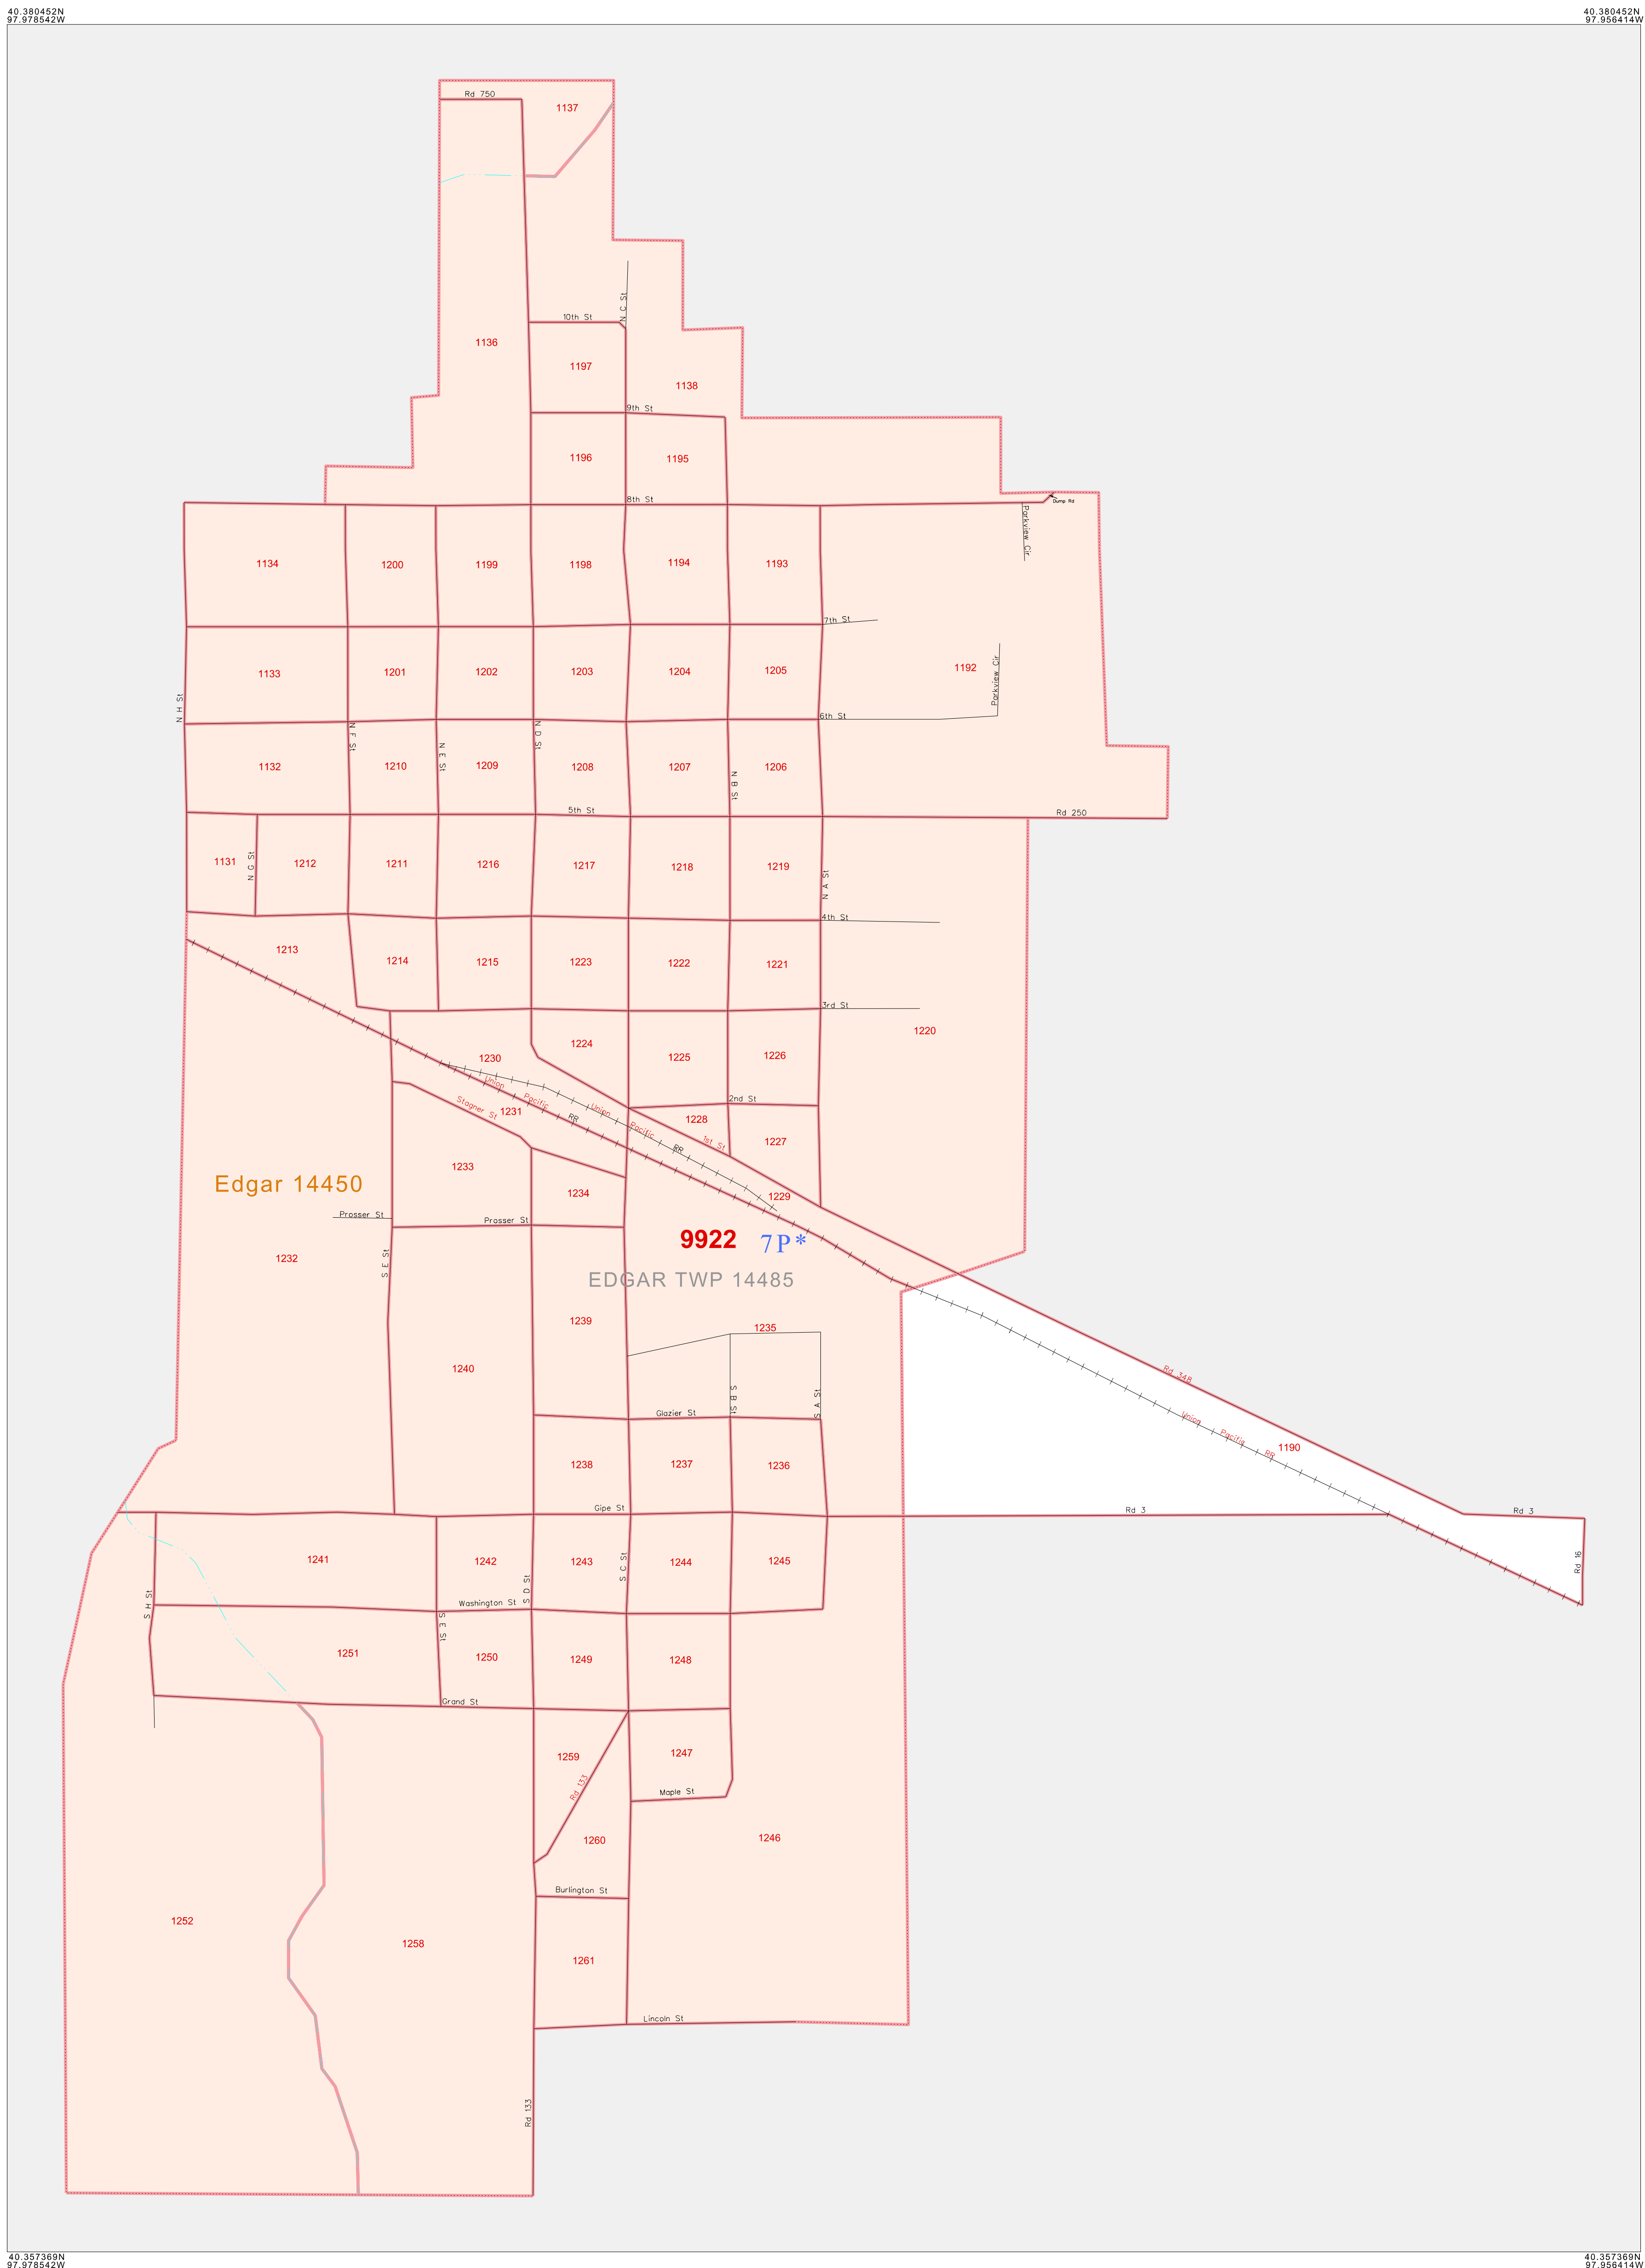 40.380452N
97.978542W
40.380452N
97.956414W
Rd 750
1137
N C St
10th St
1136
1197
1138
9th St
1196
1195
8th St
Dump Rd
Parkview Cir
1134
1200
1199
1198
1194
1193
7th St
1133
1201
1202
1203
1204
1205
1192
Parkview Cir
N H St
6th St
N F St
N E St
N D St
1132
1210
1209
1208
1207
N B St
1206
5th St
Rd 250
1131
N G St
1212
1211
1216
1217
1218
1219
N A St
4th St
1213
1214
1215
1223
1222
1221
3rd St
1220
1224
1230
1225
1226
Union Pacific RR
Union Pacific RR
Stagner St
1231
2nd St
1228
1st St
1227
1233
Edgar 14450
1234
1229
Prosser St
Prosser St
9922
7P*
S E St
1232
EDGAR TWP 14485
1239
1235
1240
Rd 348
S B St
S A St
Glazier St
Union Pacific RR
1190
1238
1237
1236
Gipe St
Rd 3
Rd 3
1241
1242
1243
S C St
1244
1245
Rd 16
S D St
S H St
Washington St
S E St
1251
1250
1249
1248
Grand St
1259
1247
Rd 133
Maple St
1260
1246
Burlington St
1252
1258
1261
Lincoln St
Rd 133
40.357369N
97.978542W
40.357369N
97.956414W